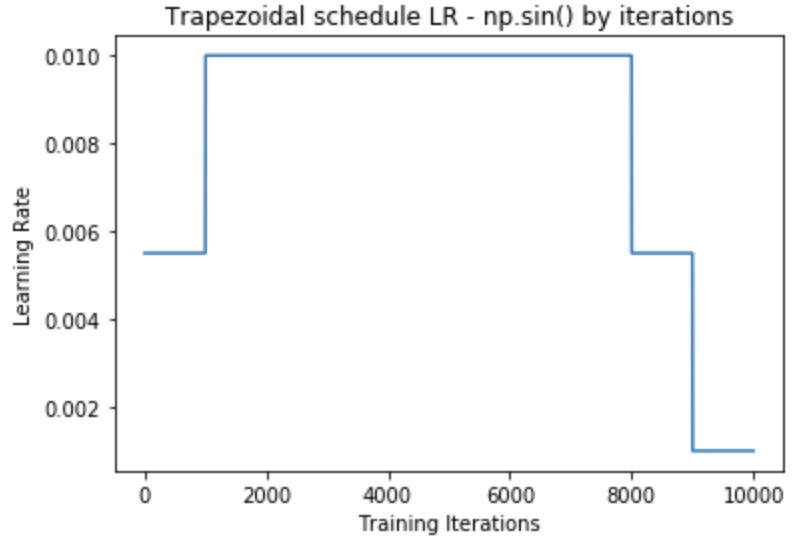 Trapezoidal schedule LR - np.sin() by iterations
0.010
0.008
0.006
0.004
0.002
Learning Rate
0 2000 4000 6000 8000 10000
Training Iterations